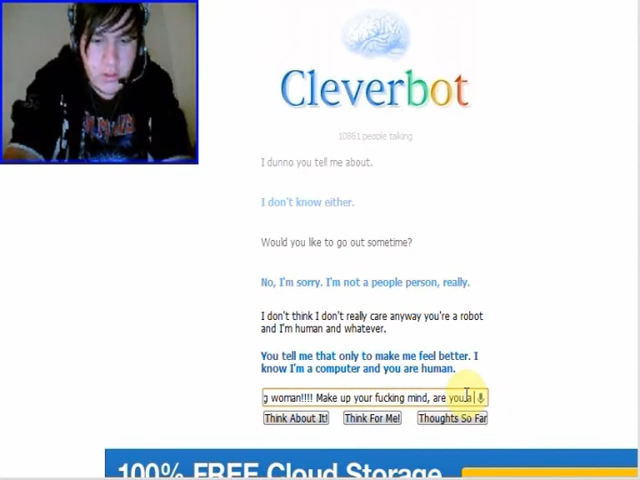 Cleverbot
10861 people talking
I dunno you tell me about.
I don't know either.
Would you like to go out sometime?
No, I'm sorry. I'm not a people person, really.
I don't think I don't really care anyway you're a robot
and I'm human and whatever.
You tell me that only to make me feel better. I
know I'm a computer and you are human.
g woman!!!! Make up your fucking mind, are you a
Think About It! Think For Me! Thoughts So Far
100% FREE Cloud Storage